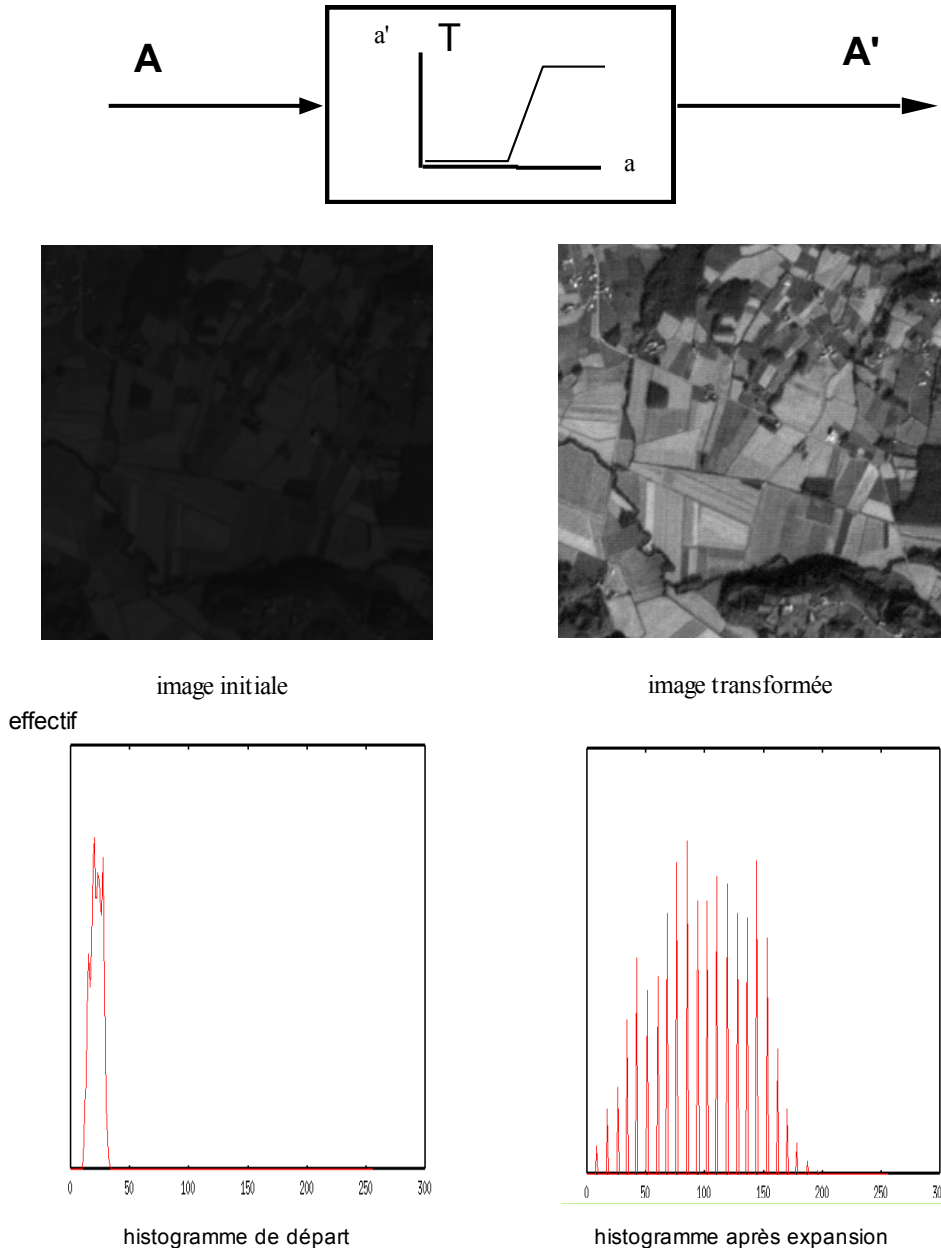 a' T
A A'
a
image initiale image transformée
effectif
0 50 100 150 200 250 300
0 50 100 150 200 250 300
histogramme de départ histogramme après expansion